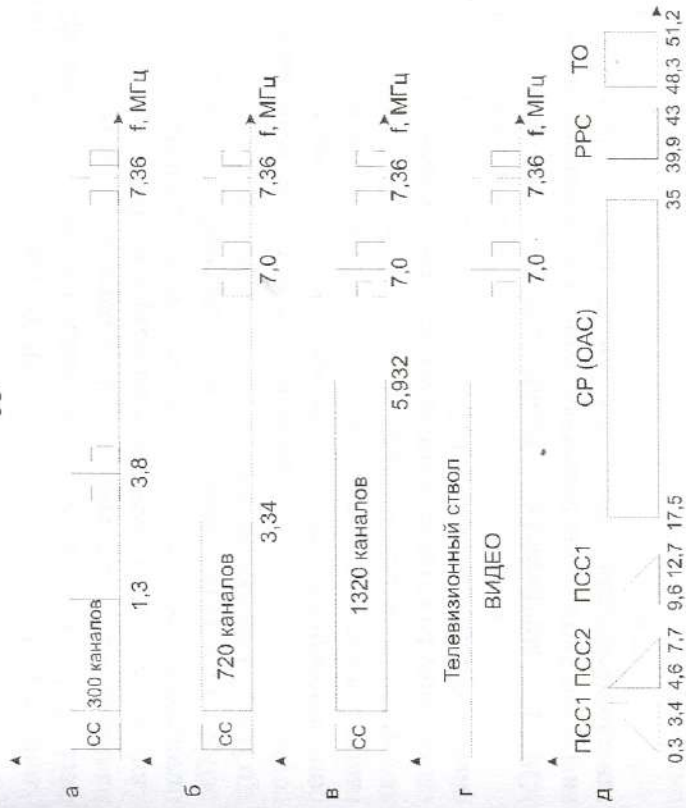 а
СС 300 каналов
1,3 3,8 7,36 f, МГц
б
СС 720 каналов
3,34 7,0 7,36 f, МГц
в
СС 1320 каналов
5,932 7,0 7,36 f, МГц
г
Телевизионный ствол
ВИДЕО
7,0 7,36 f, МГц
д
ПСС1 ПСС2 ПСС1 СР (ОАС) РРС ТО
0,3 3,4 4,6 7,7 9,6 12,7 17,5 35 39,9 43 48,3 51,2